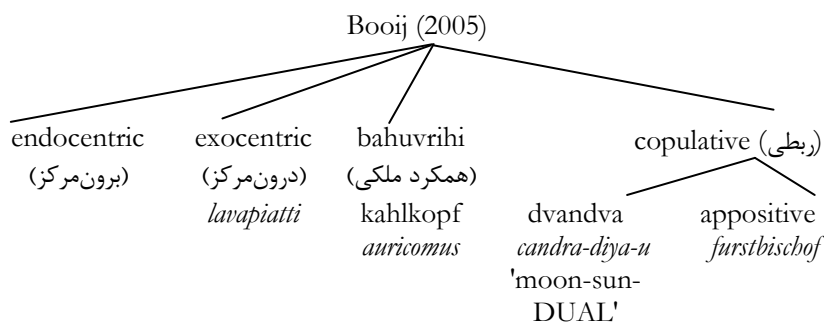 Booij (2005)
endocentric exocentric bahuvrihi copulative (ربطی)
(برون‌مرکز) (درون‌مرکز) (همکرد ملکی)
lavapiatti kahlkopf dvandva appositive
auricomus candra-diya-u furstbischof
'moon-sun-
DUAL'